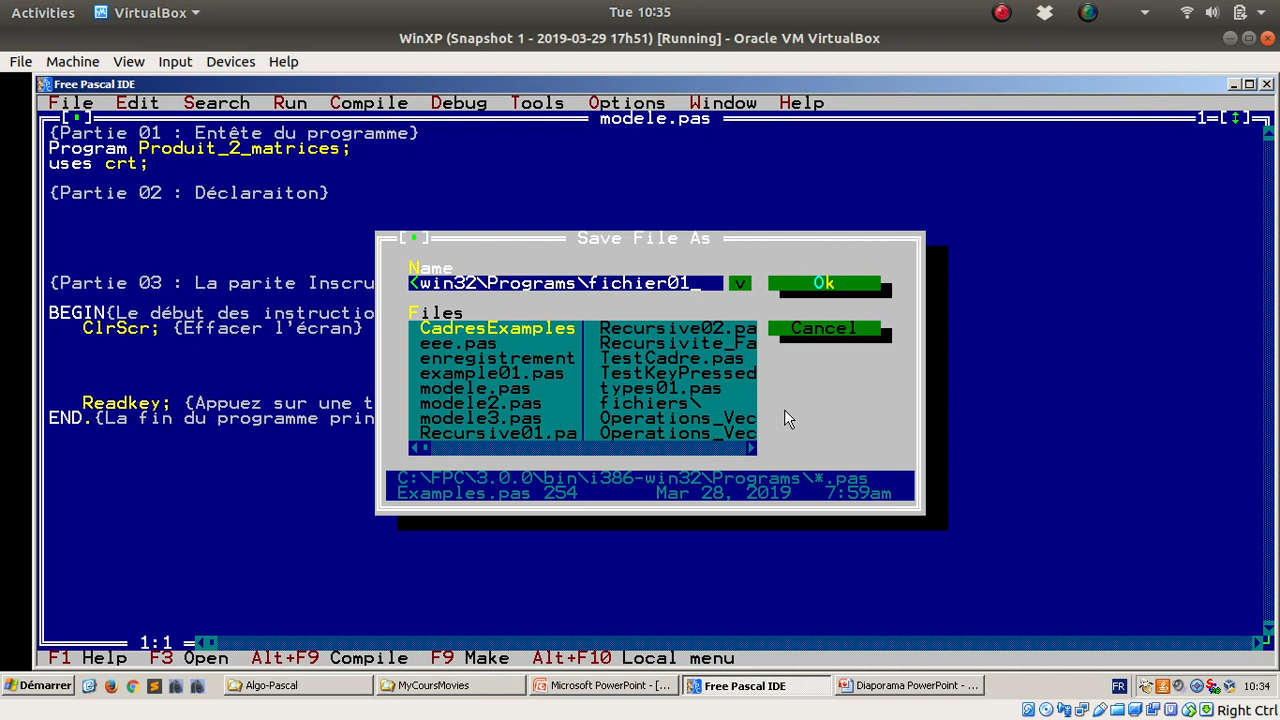 Activities VirtualBox Tue 10:35
WinXP (Snapshot 1 - 2019-03-29 17h51) [Running] - Oracle VM VirtualBox
File Machine View Input Devices Help
Free Pascal IDE
File Edit Search Run Compile Debug Tools Options Window Help
modele.pas 1
{Partie 01 : Entête du programme}
Program Produit_2_matrices;
uses crt;
{Partie 02 : Déclaraiton}
{Partie 03 : La parite Inscru
BEGIN{Le début des instructio
ClrScr; {Effacer l'écran}
Readkey; {Appuez sur une t
END.{La fin du programme prin
Save File As
Name
<win32\Programs\fichier01_ v Ok
Files
Cancel
CadresExamples Recursive02.pa
eee.pas Recursivite_Fa
enregistrement TestCadre.pas
example01.pas TestKeyPressed
modele.pas types01.pas
modele2.pas fichiers\
modele3.pas Operations_Vec
Recursive01.pa Operations_Vec
C:\FPC\3.0.0\bin\i386-win32\Programs\*.pas
Examples.pas 254 Mar 28, 2019 7:59am
1:1
F1 Help F3 Open Alt+F9 Compile F9 Make Alt+F10 Local menu
Démarrer Algo-Pascal MyCoursMovies Microsoft PowerPoint - [... Free Pascal IDE Diaporama PowerPoint - ... FR 10:34
Right Ctrl